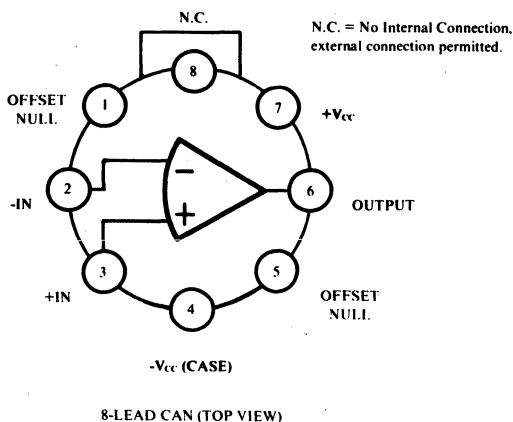 N.C.
N.C. = No Internal Connection,
external connection permitted.
8
1
7
OFFSET
NULL
+Vcc
2
−
6
-IN
OUTPUT
+
3
5
+IN
4
OFFSET
NULL
-Vcc (CASE)
8-LEAD CAN (TOP VIEW)